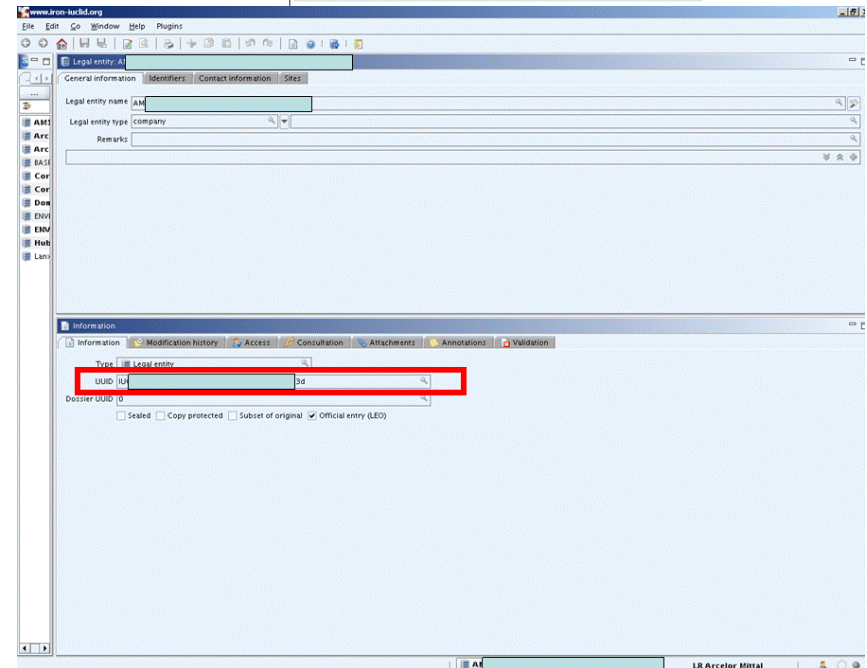 www.iron-iuclid.org
File Edit Go Window Help Plugins
Legal entity: A
General information Identifiers Contact information Sites
...
Legal entity name AM
Legal entity type company
Remarks
Arc
Arc
BASI
Cor
Cor
Dom
ENVI
ENV
Hub
Lanx
Information
Information Modification history Access Consultation Attachments Annotations Validation
Type Legal entity
UUID IU 3d
Dossier UUID 0
Sealed Copy protected Subset of original Official entry (LEO)
LR Arcelor Mittal